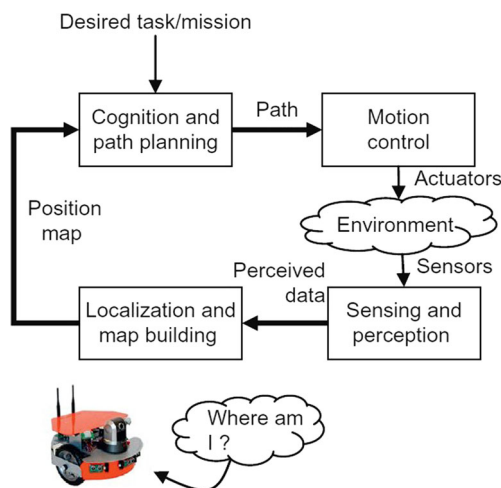 Desired task/mission
Cognition and
path planning
Path
Motion
control
Actuators
Environment
Position
map
Sensors
Perceived
data
Localization and
map building
Sensing and
perception
Where am
I ?